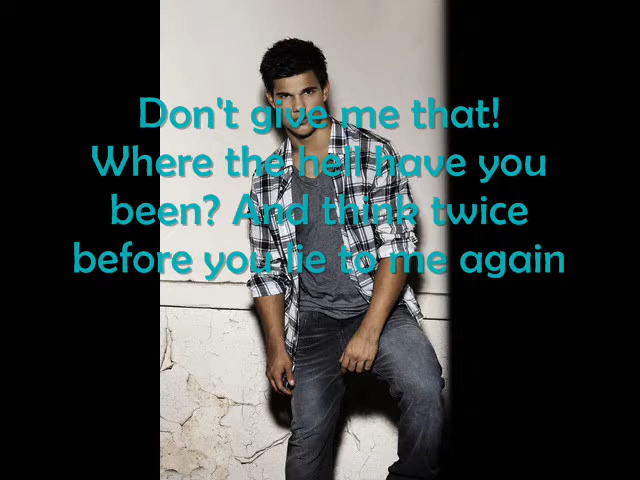 Don't give me that!
Where the hell have you
been? And think twice
before you lie to me again